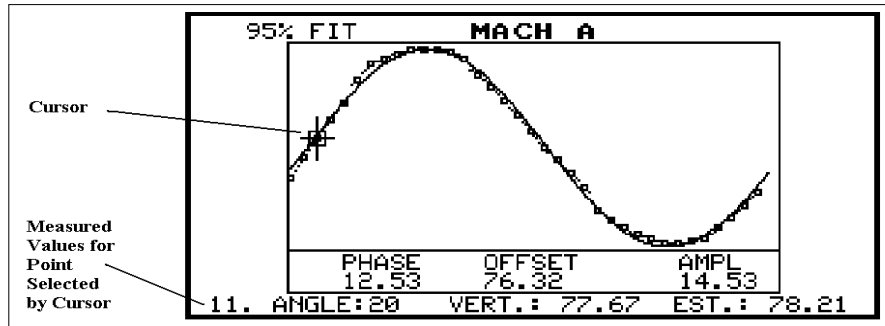 95% FIT MACH A
Cursor
Measured
Values for
Point
Selected
by Cursor
PHASE OFFSET AMPL
12.53 76.32 14.53
11. ANGLE:20 VERT.: 77.67 EST.: 78.21